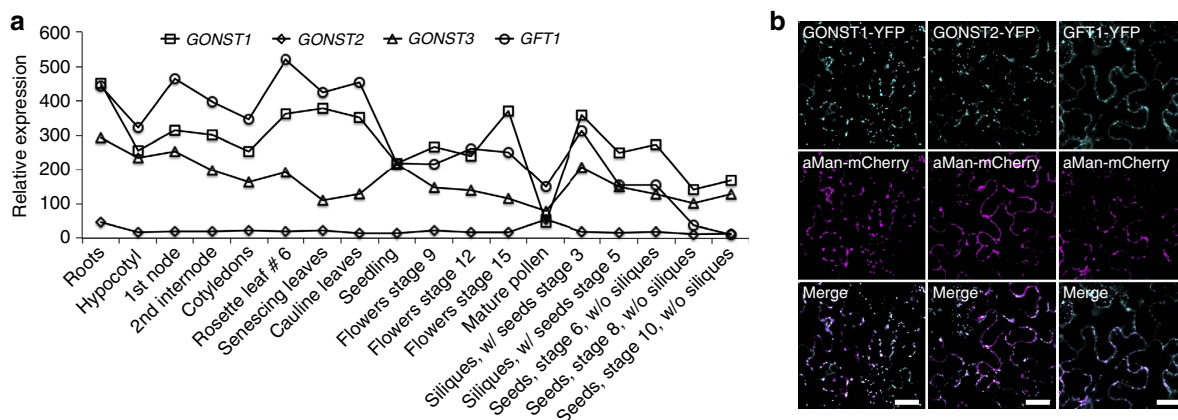 a
600
500
400
300
200
100
0
Relative expression
GONST1 GONST2 GONST3 GFT1
Roots
Hypocotyl
1st node
2nd internode
Cotyledons
Rosette leaf # 6
Senescing leaves
Cauline leaves
Seedling
Flowers stage 9
Flowers stage 12
Flowers stage 15
Mature pollen
Siliques, w/ seeds stage 3
Siliques, w/ seeds stage 5
Seeds, stage 6, w/o siliques
Seeds, stage 8, w/o siliques
Seeds, stage 10, w/o siliques
b
GONST1-YFP GONST2-YFP GFT1-YFP
aMan-mCherry aMan-mCherry aMan-mCherry
Merge Merge Merge